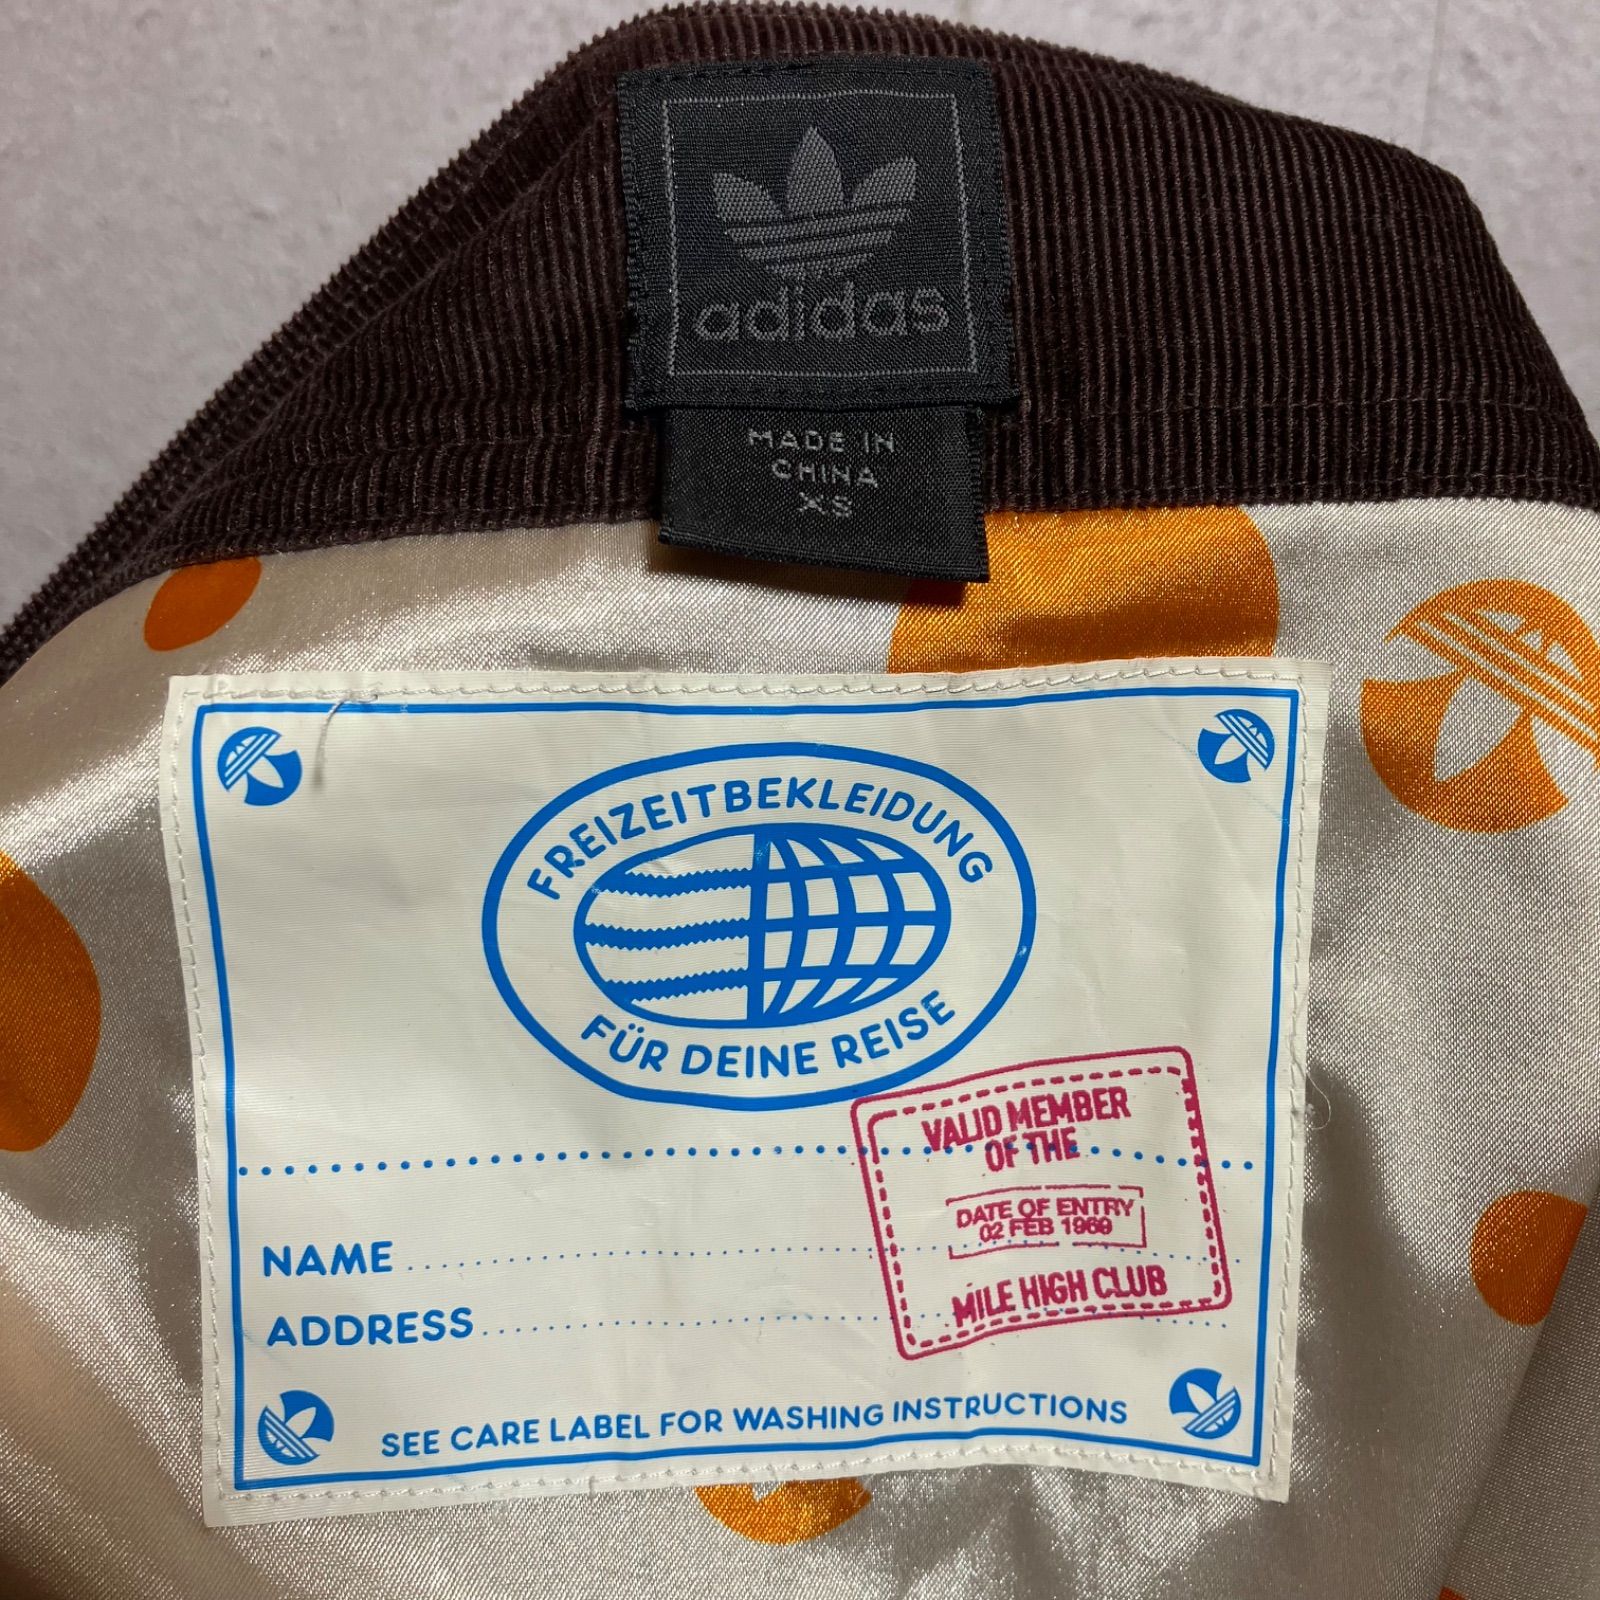 adidas
MADE IN
CHINA
XS
FREIZEITBEKLEIDUNG
FÜR DEINE REISE
VALID MEMBER
OF THE
DATE OF ENTRY
02 FEB 1969
MILE HIGH CLUB
NAME
ADDRESS
SEE CARE LABEL FOR WASHING INSTRUCTIONS